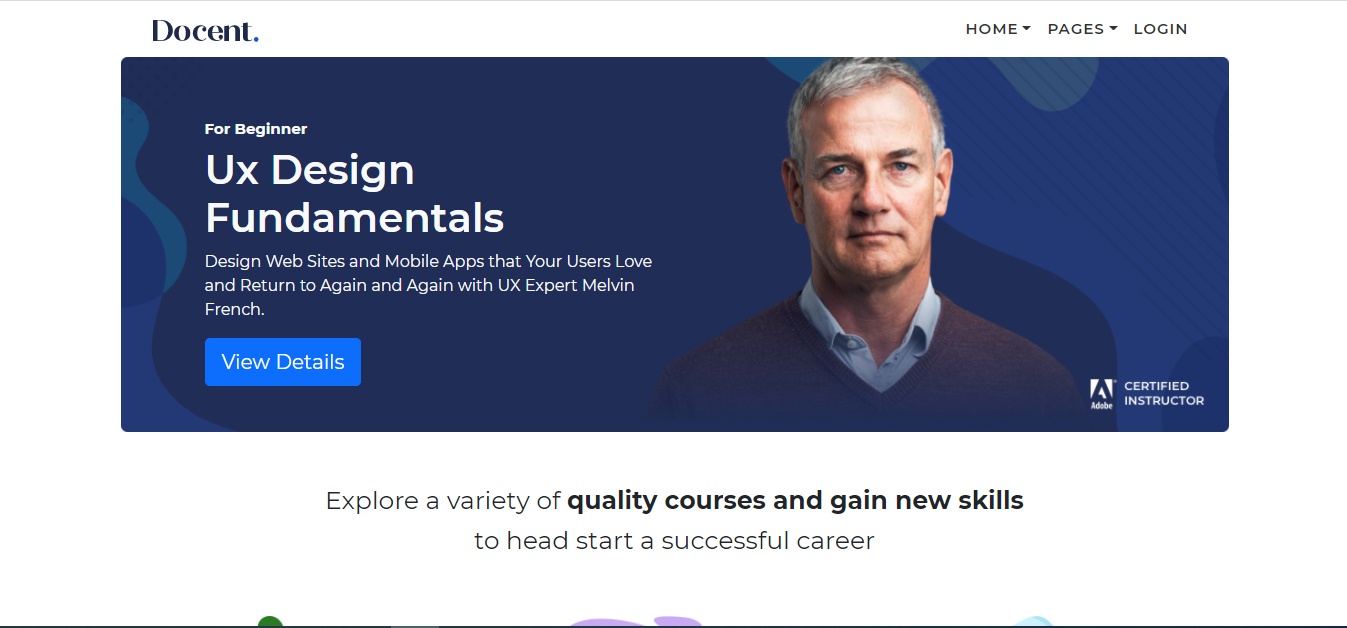 Docent.
HOME PAGES LOGIN
For Beginner
Ux Design
Fundamentals
Design Web Sites and Mobile Apps that Your Users Love
and Return to Again and Again with UX Expert Melvin
French.
View Details
Adobe
CERTIFIED
INSTRUCTOR
Explore a variety of quality courses and gain new skills
to head start a successful career